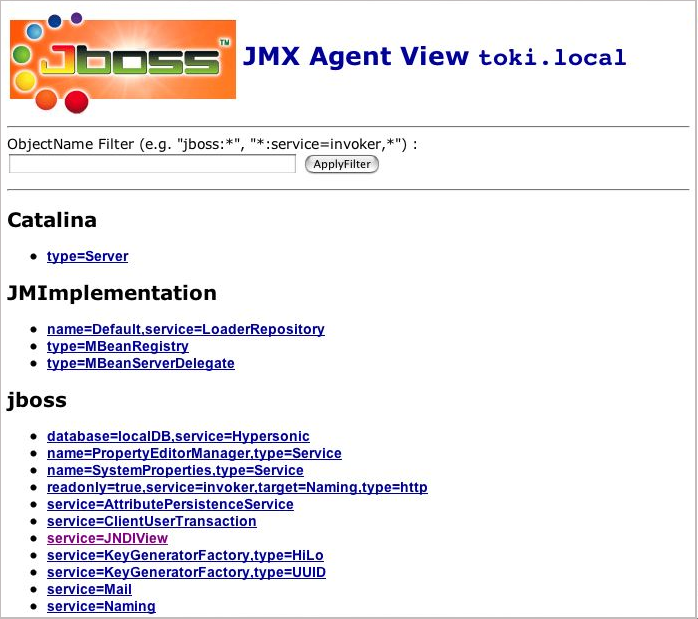 Jboss™
JMX Agent View toki.local
ObjectName Filter (e.g. "jboss:*", "*:service=invoker,*") :
ApplyFilter
Catalina
type=Server
JMImplementation
name=Default,service=LoaderRepository
type=MBeanRegistry
type=MBeanServerDelegate
jboss
database=localDB,service=Hypersonic
name=PropertyEditorManager,type=Service
name=SystemProperties,type=Service
readonly=true,service=invoker,target=Naming,type=http
service=AttributePersistenceService
service=ClientUserTransaction
service=JNDIView
service=KeyGeneratorFactory,type=HiLo
service=KeyGeneratorFactory,type=UUID
service=Mail
service=Naming